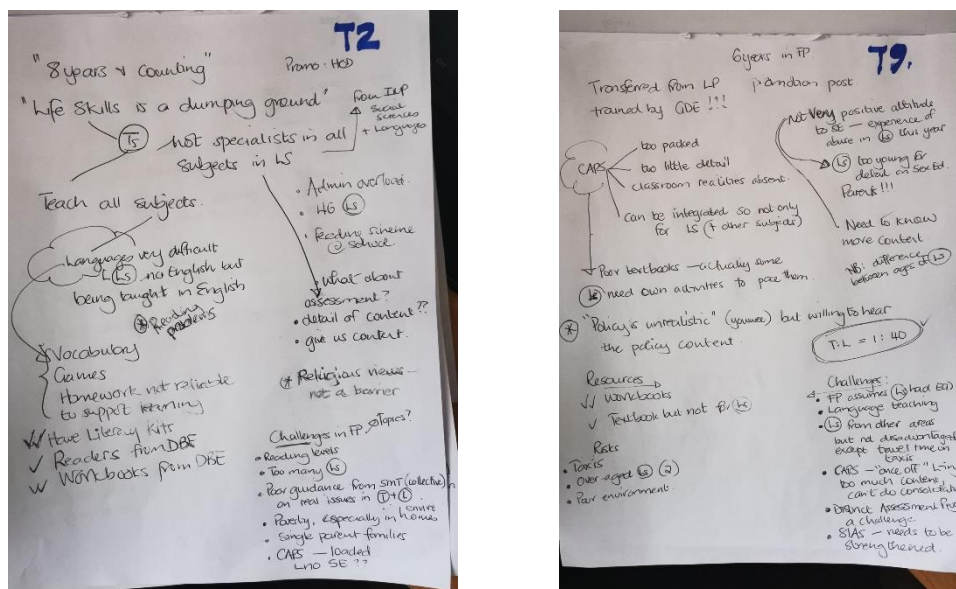 T2
"8 years & counting"
Promo: HOD
"Life Skills is a dumping ground"
from
Social
Sciences
+ Languages
Ts
Not specialists in all
subjects in LS
Teach all subjects.
• Admin overload.
• 46 Ls
• feeding scheme
@ school.
Languages very difficult
Ls no English but
being taught in English
* Reading
problems
• What about
assessment?
• detail of content??
• give us content.
Vocabulary
Games
Homework not reliable
to support learning
* Religious views
not a barrier
√√ Have Literacy Kits
√ Readers from DBE
√ Workbooks from DBE
Topics?
Challenges in FP
• Reading levels
• Too many Ls
• Poor guidance from SMT (collective)
on real issues in T + L
• Poverty, especially in homes
• Single parent families
• CAPS — loaded
no SE ??
T9.
6 years in FP.
Transferred from LP
post
trained by GDE !!!
Not Very positive attitude
to SE — experience of
abuse in Ls this year
CAPS
too packed
too little detail
classroom realities absent.
can be integrated so not only
for LS (+ other subjects)
Ls too young for
detail on Sex Ed.
Parents!!!
Need to know
more content
NB: difference
between ages of Ls
Poor textbooks — actually some
Ls need own activities to pace them.
* "Policy is unrealistic" but willing to hear
the policy content.
T:L = 1:40
Resources
√√ Workbooks
√ Textbook but not for Ls
Risks
• Taxis
• Over-aged Ls (2)
• Poor environment.
Challenges:
• FP assumes Ls had ECD
• Language teaching
• Ls from other areas
but not disadvantaged
except travel time in
taxis
• CAPS — "once off"
too much content,
can't do
• District Assessment
a challenge
• SIAS — needs to be
strengthened.